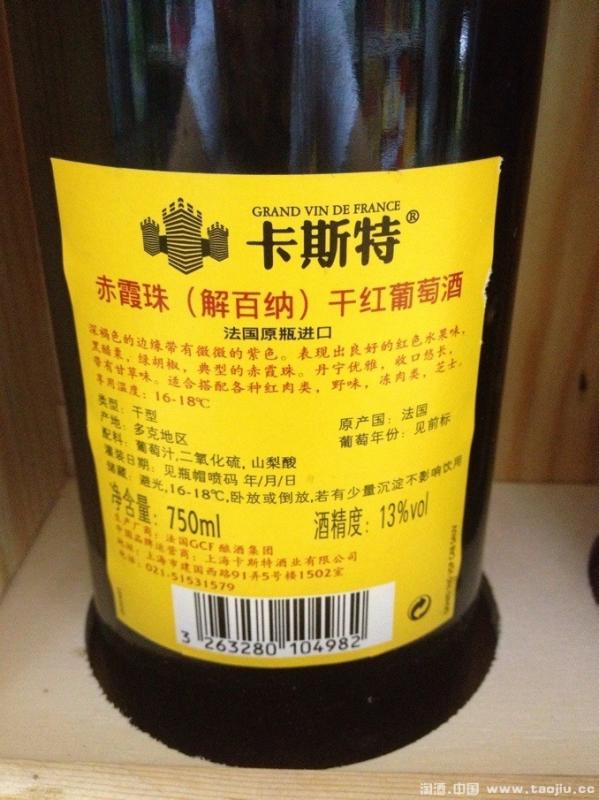 GRAND VIN DE FRANCE
卡斯特®
赤霞珠（解百纳）干红葡萄酒
法国原瓶进口
深褐色的边缘带有微微的紫色。表现出良好的红色水果味,
黑醋栗，绿胡椒，典型的赤霞珠。丹宁优雅，收口悠长，
带有甘草味。适合搭配各种红肉类，野味，冻肉类，芝士。
享用温度：16-18℃
类型：干型
原产国：法国
产地：多克地区
葡萄年份：见前标
配料：葡萄汁,二氧化硫,山梨酸
灌装日期：见瓶帽喷码 年/月/日
储藏：避光,16-18℃,卧放或倒放,若有少量沉淀不影响饮用
净含量：750ml
酒精度：13%vol
生产厂商：法国GCF 酿酒集团
中国品牌运营商：上海卡斯特酒业有限公司
地址：上海市建国西路91弄5号楼1502室
电话：021-51531579
3 263280 104982
淘酒.中国 www.taojiu.cc